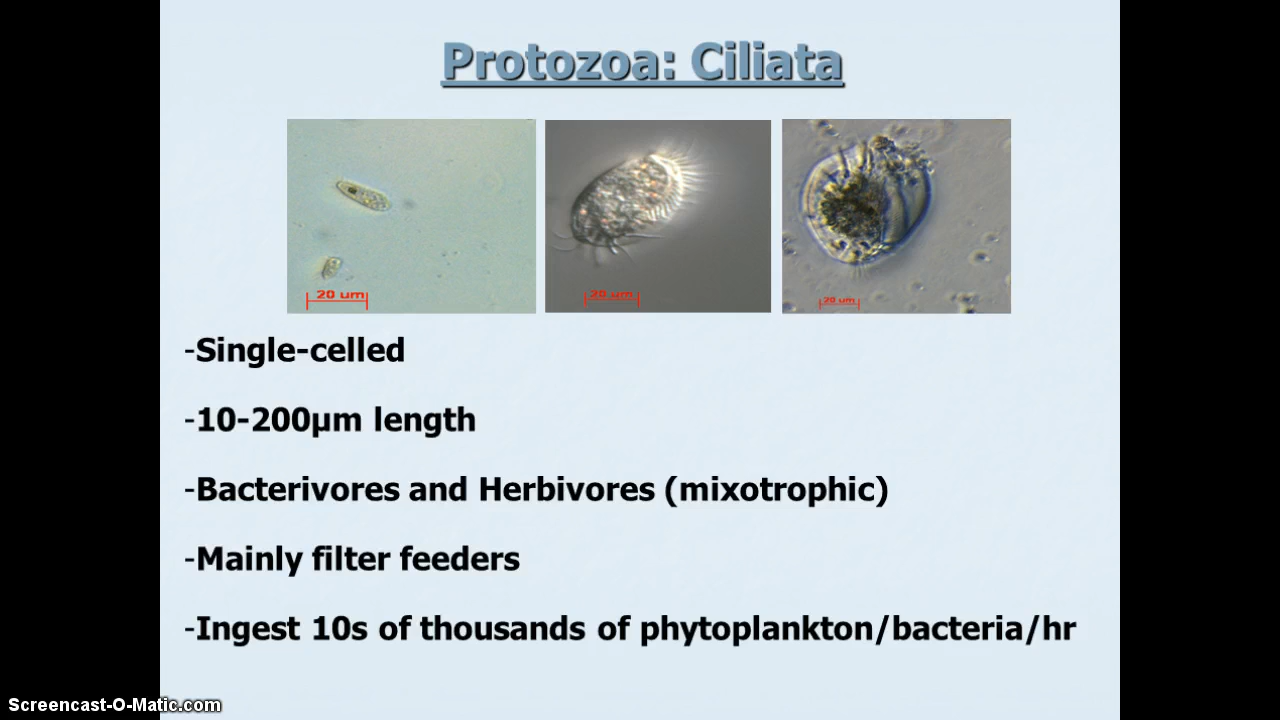 Protozoa: Ciliata
20 um
20 um
20 um
-Single-celled
-10-200µm length
-Bacterivores and Herbivores (mixotrophic)
-Mainly filter feeders
-Ingest 10s of thousands of phytoplankton/bacteria/hr
Screencast-O-Matic.com